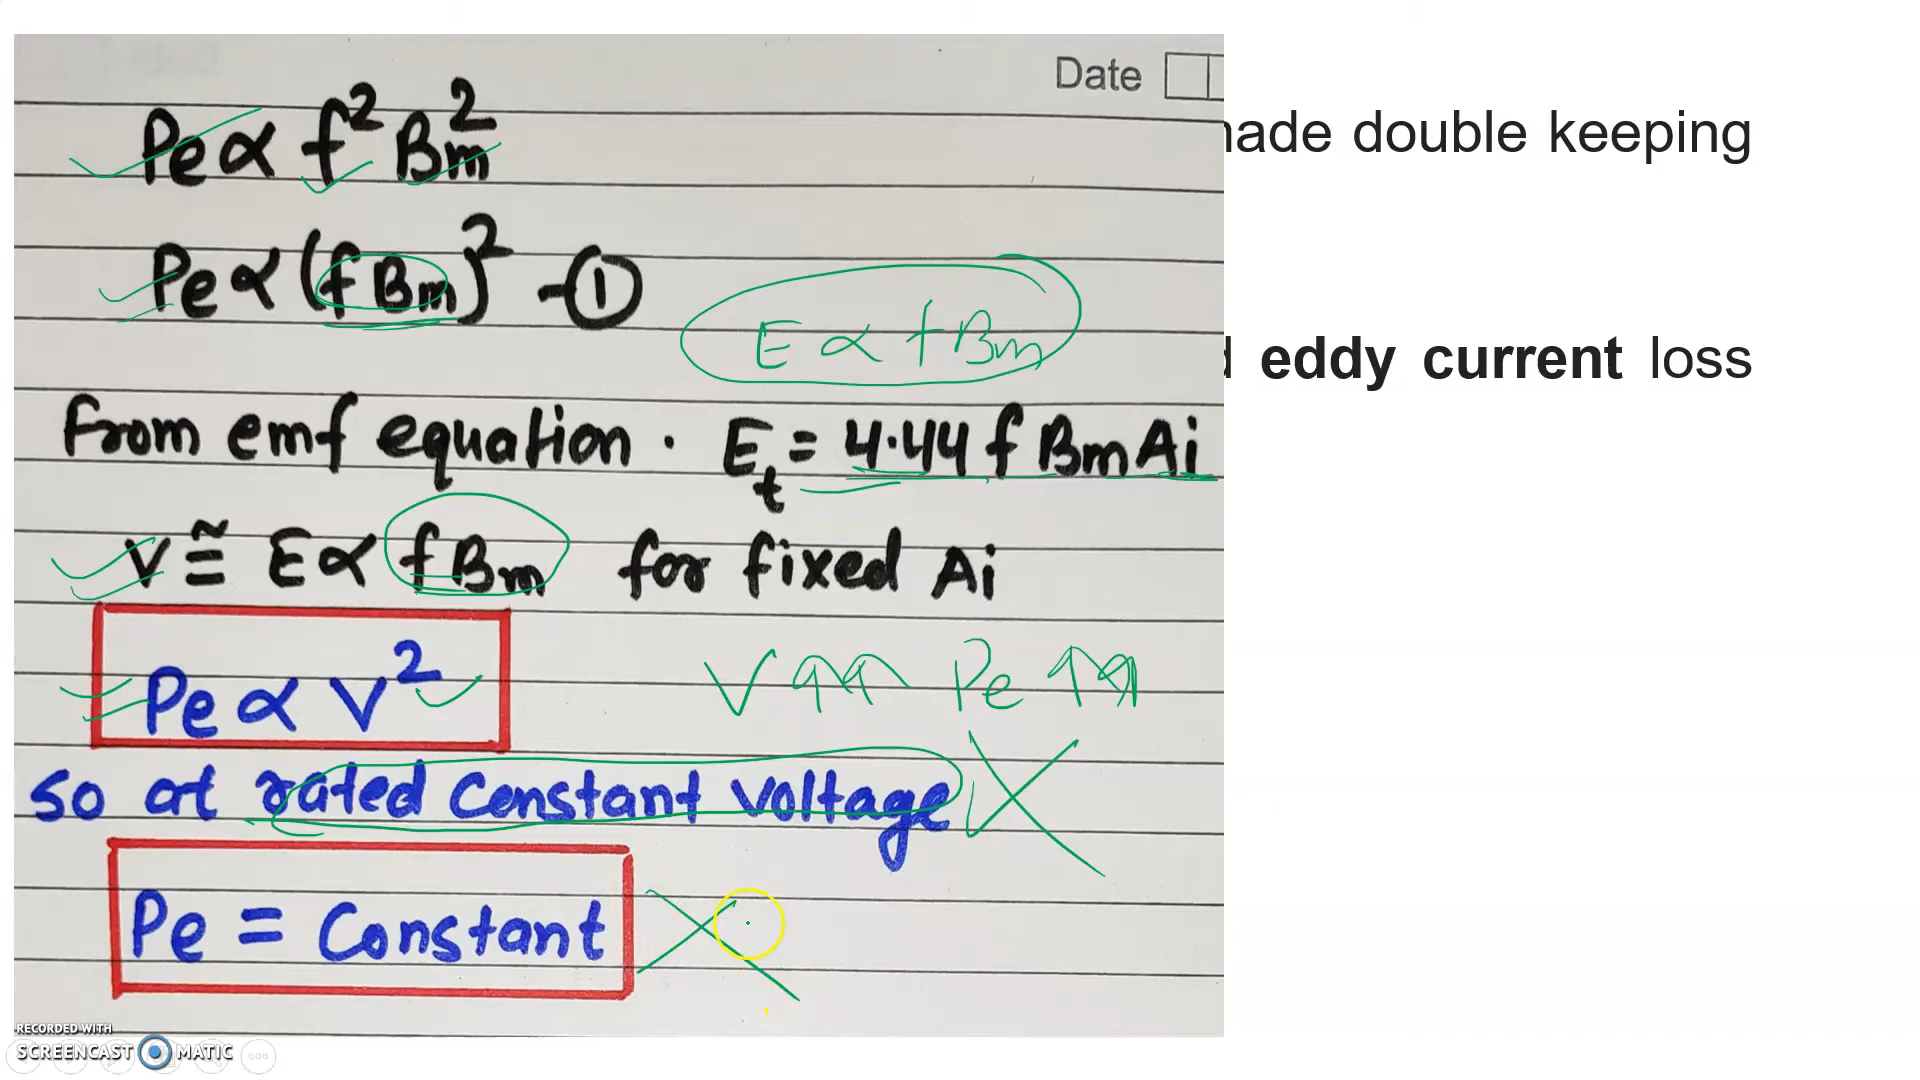 Date
Pe ∝ f² Bm²
made double keeping
Pe ∝ (f Bm)² - ①
E ∝ f Bm
eddy current loss
From emf equation . Et = 4.44 f Bm Ai
V ≅ E ∝ f Bm for fixed Ai
Pe ∝ V²
V ↑↑ Pe ↑↑
so at rated constant voltage
Pe = Constant
RECORDED WITH
SCREENCAST MATIC